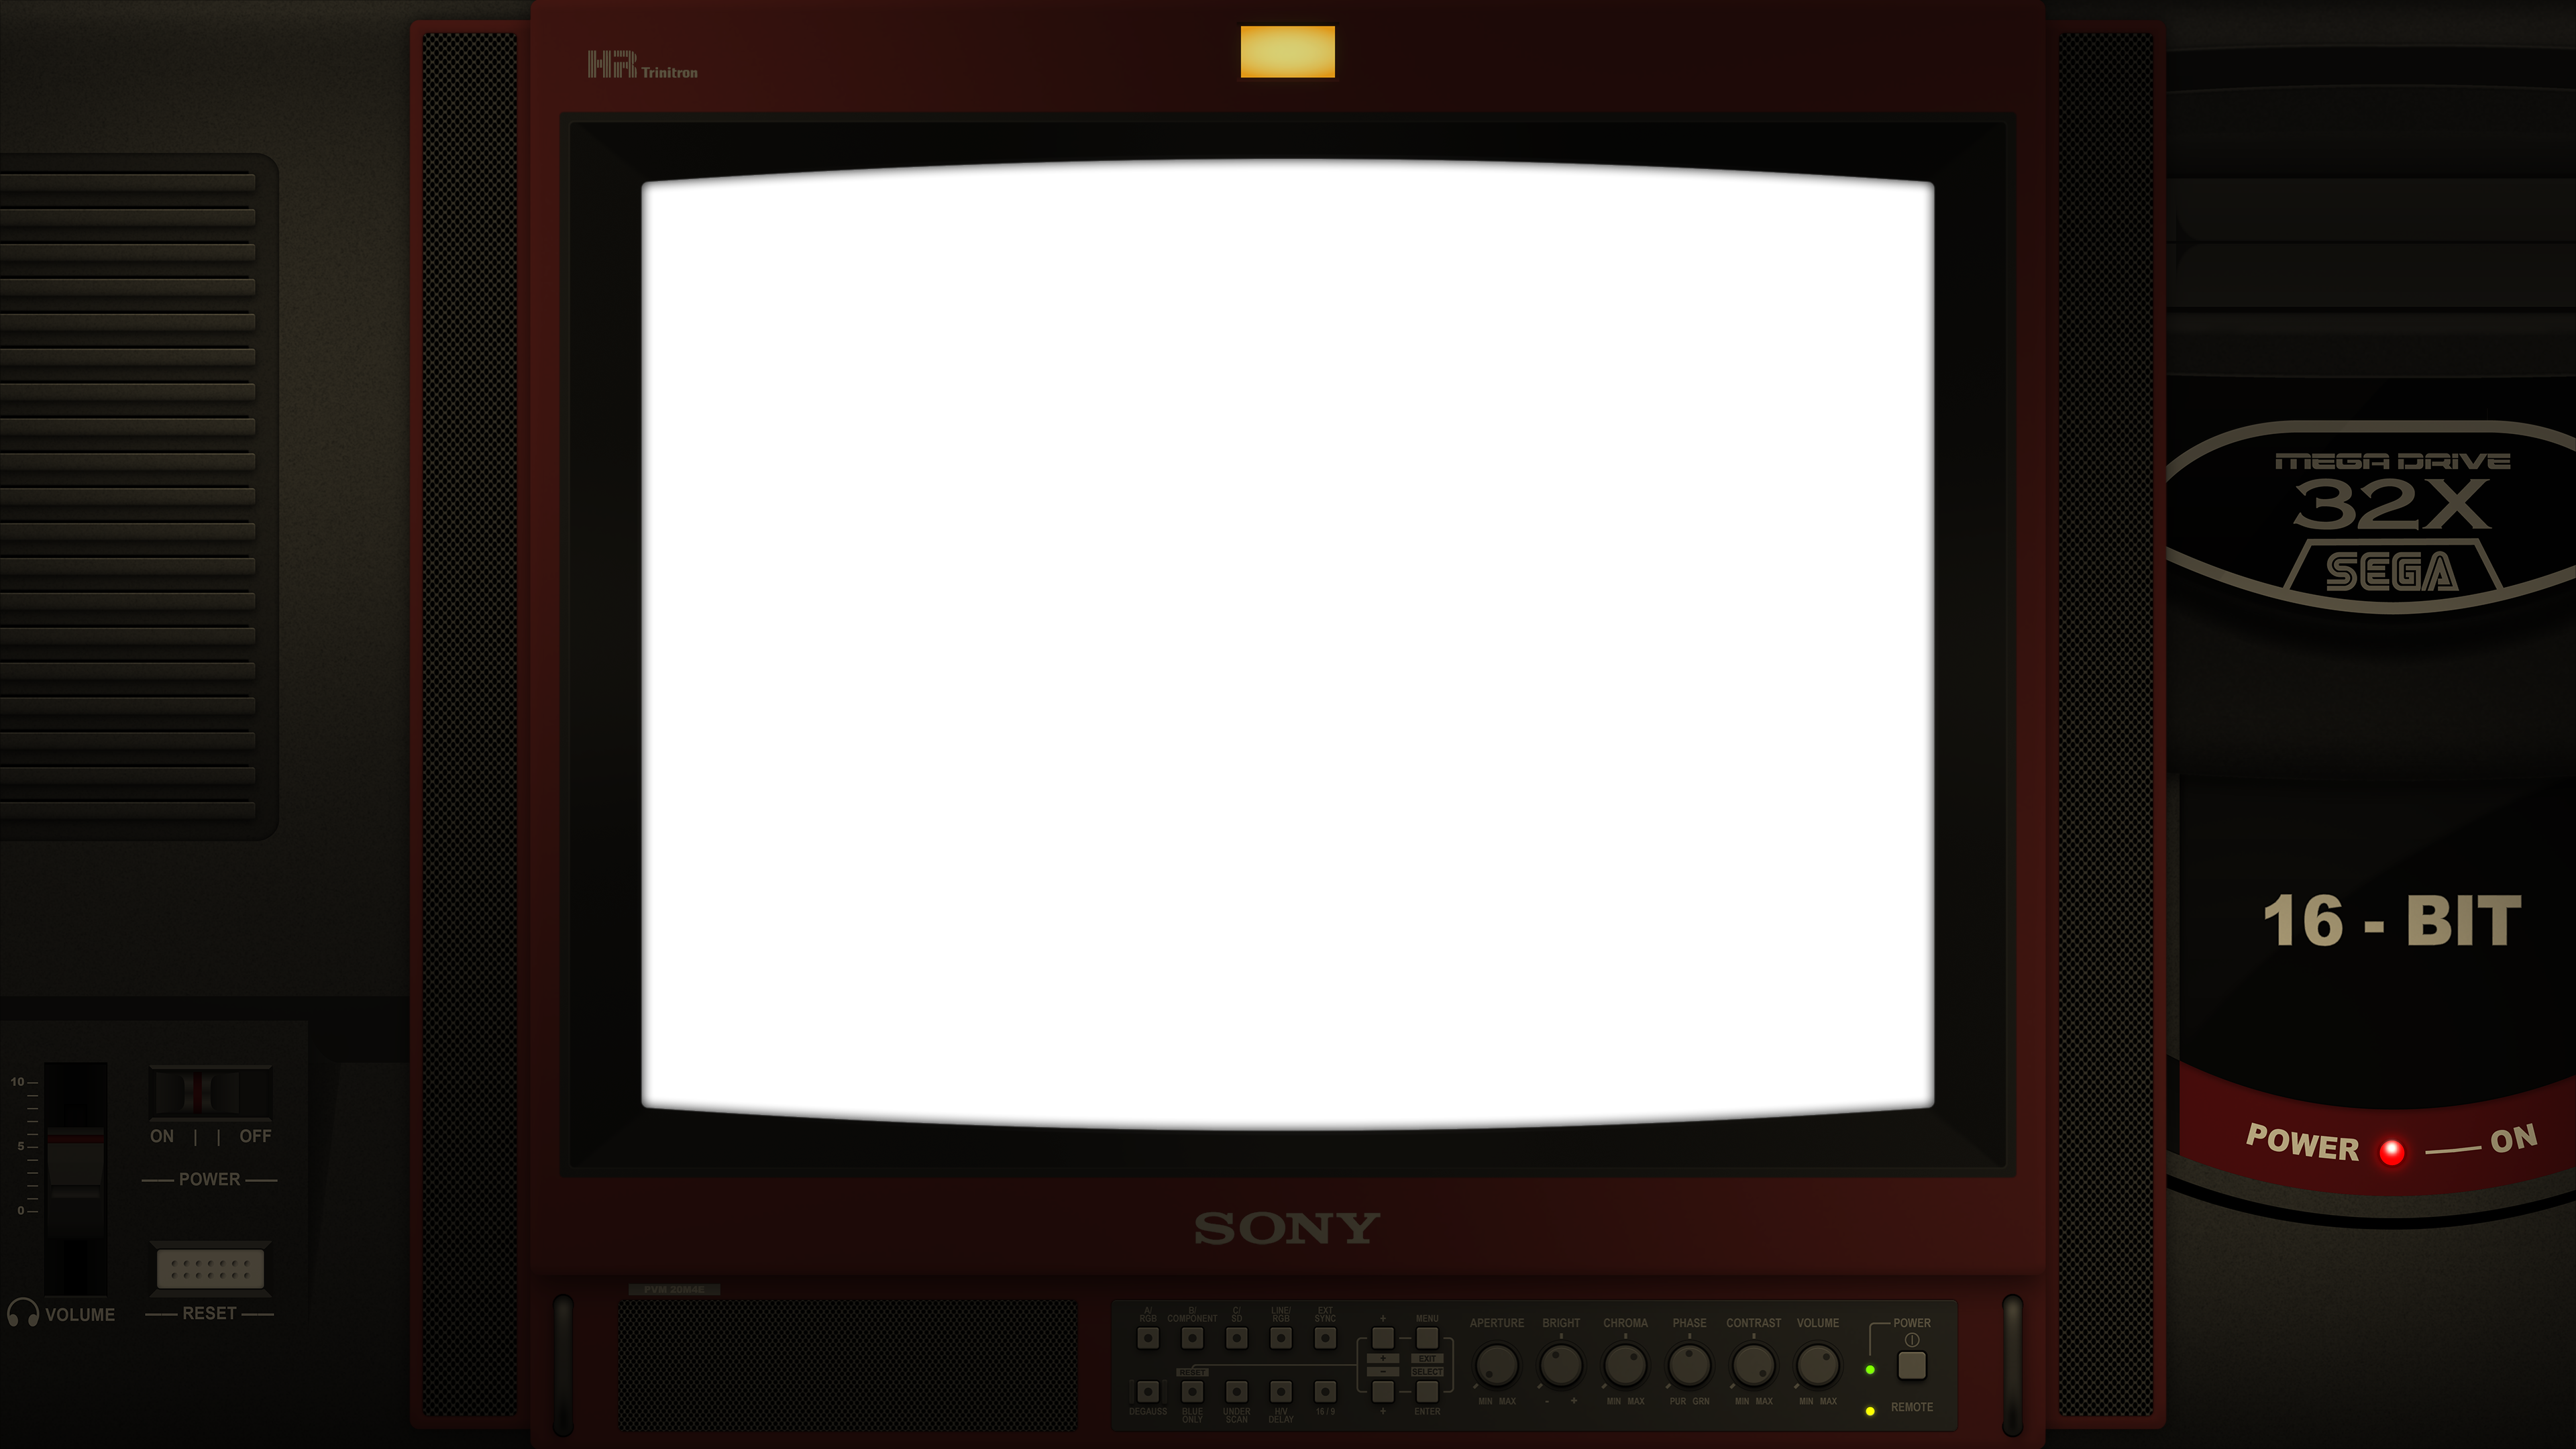 HR Trinitron
MEGA DRIVE
32X
SEGA
16 - BIT
POWER ON
10
5
0
VOLUME
ON | | OFF
POWER
RESET
SONY
PVM 20M4E
A/ RGB
B/ COMPONENT
C/ SD
LINE/ RGB
EXT SYNC
+
MENU
+
EXIT
RESET
-
SELECT
DEGAUSS
BLUE ONLY
UNDER SCAN
H/V DELAY
16 / 9
+
ENTER
APERTURE
BRIGHT
CHROMA
PHASE
CONTRAST
VOLUME
MIN MAX
- +
MIN MAX
PUR GRN
MIN MAX
MIN MAX
POWER
REMOTE